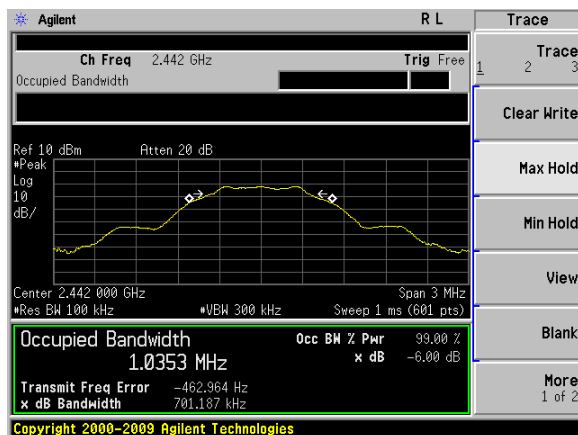 Agilent R L Trace
Ch Freq 2.442 GHz Trig Free
Occupied Bandwidth
Trace
1 2 3
Clear Write
Max Hold
Min Hold
View
Blank
More
1 of 2
Ref 10 dBm Atten 20 dB
#Peak
Log
10
dB/
Center 2.442 000 GHz Span 3 MHz
#Res BW 100 kHz #VBW 300 kHz Sweep 1 ms (601 pts)
Occupied Bandwidth Occ BW % Pwr 99.00 %
1.0353 MHz x dB -6.00 dB
Transmit Freq Error -462.964 Hz
x dB Bandwidth 701.187 kHz
Copyright 2000-2009 Agilent Technologies